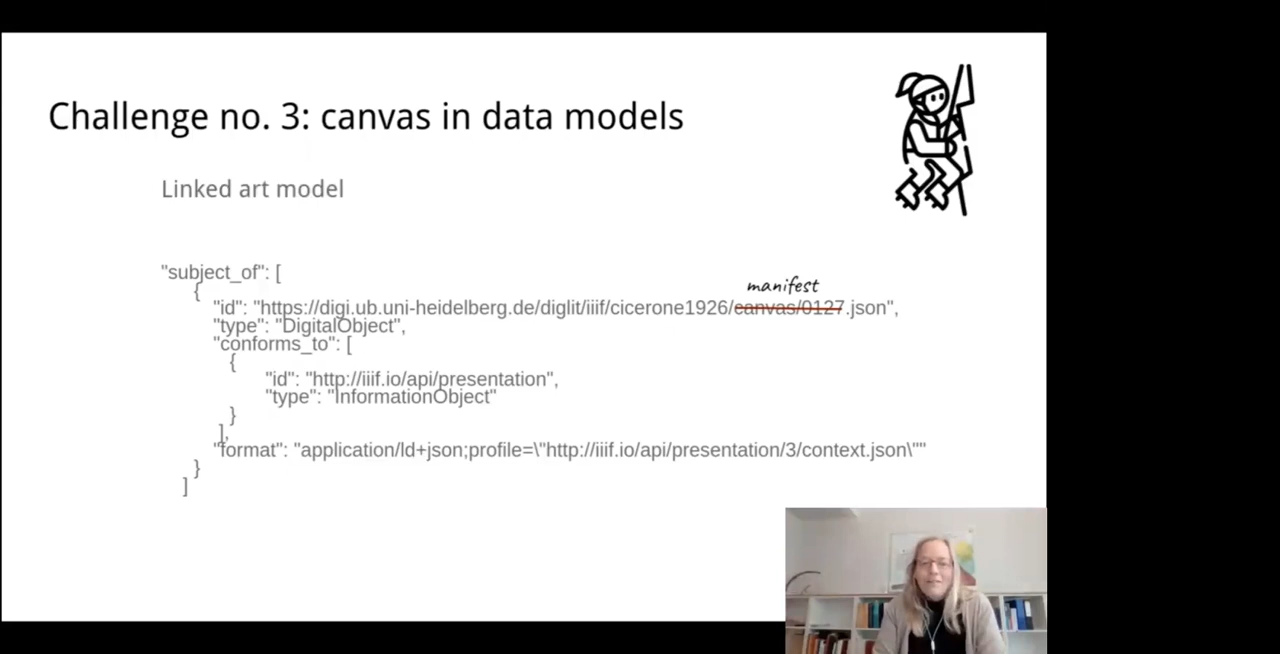 Challenge no. 3: canvas in data models
Linked art model
"subject_of": [
{
manifest
"id": "https://digi.ub.uni-heidelberg.de/diglit/iiif/cicerone1926/canvas/0127.json",
"type": "DigitalObject",
"conforms_to": [
{
"id": "http://iiif.io/api/presentation",
"type": "InformationObject"
}
],
"format": "application/ld+json;profile=\"http://iiif.io/api/presentation/3/context.json\""
}
]